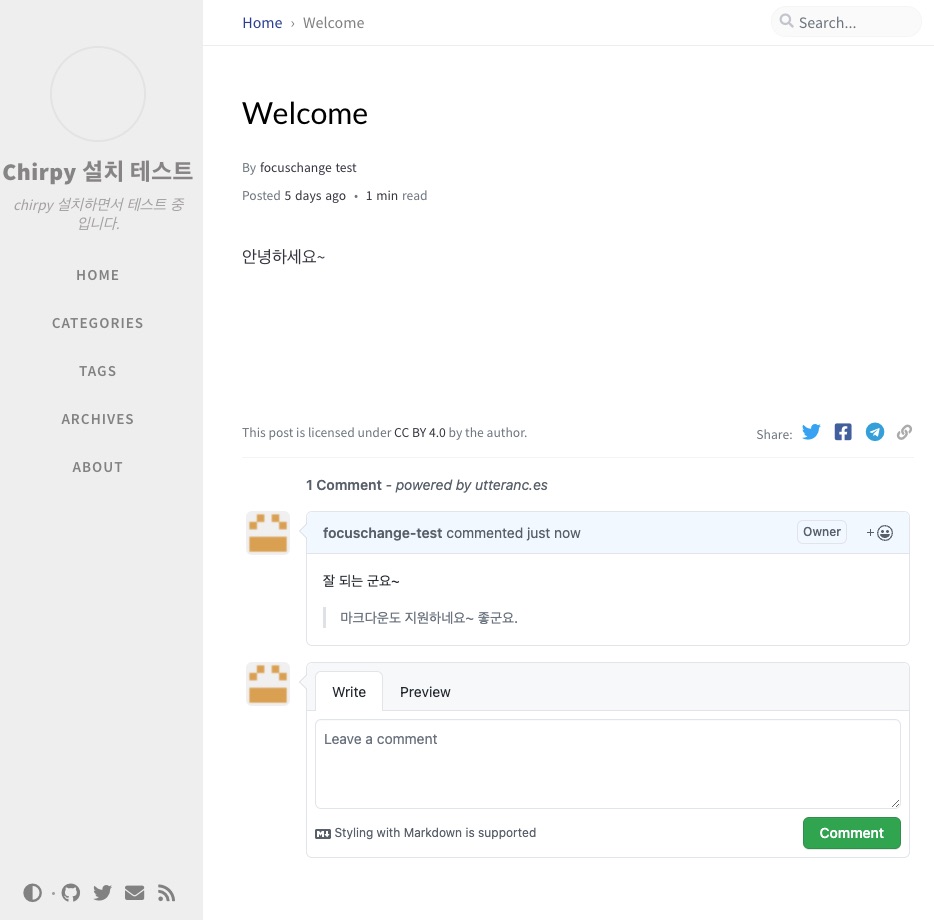 Chirpy 설치 테스트
chirpy 설치하면서 테스트 중
입니다.
HOME
CATEGORIES
TAGS
ARCHIVES
ABOUT
Home › Welcome
Search...
Welcome
By focuschange test
Posted 5 days ago • 1 min read
안녕하세요~
This post is licensed under CC BY 4.0 by the author.
Share:
1 Comment - powered by utteranc.es
focuschange-test commented just now
Owner
+
잘 되는 군요~
마크다운도 지원하네요~ 좋군요.
Write
Preview
Leave a comment
Styling with Markdown is supported
Comment